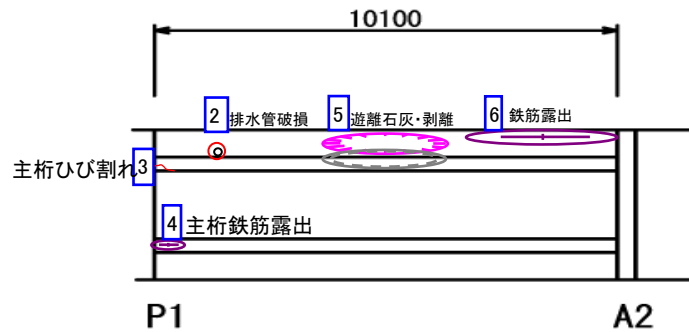 10100
2 排水管破損
5 遊離石灰・剥離
6 鉄筋露出
主桁ひび割れ 3
4 主桁鉄筋露出
P1
A2